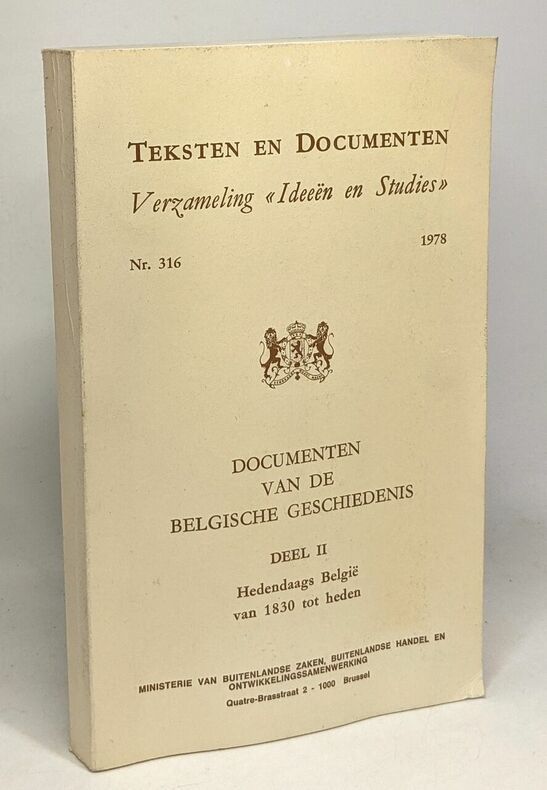 TEKSTEN EN DOCUMENTEN
Verzameling «Ideeën en Studies»
1978
Nr. 316
DOCUMENTEN
VAN DE
BELGISCHE GESCHIEDENIS
DEEL II
Hedendaags België
van 1830 tot heden
MINISTERIE VAN BUITENLANDSE ZAKEN, BUITENLANDSE HANDEL EN
ONTWIKKELINGSSAMENWERKING
Quatre-Brasstraat 2 - 1000 Brussel